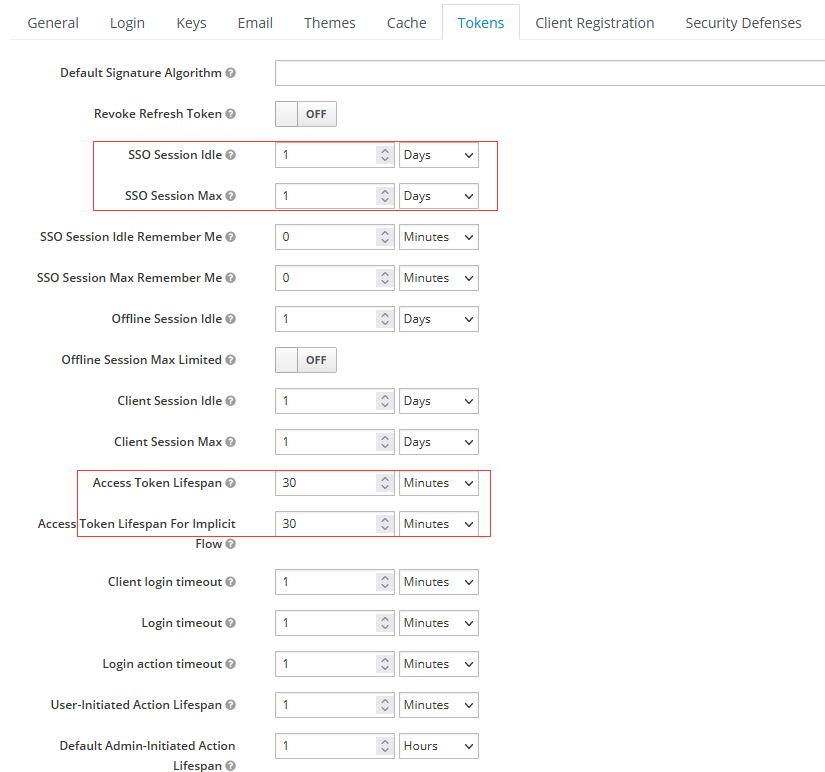 General Login Keys Email Themes Cache Tokens Client Registration Security Defenses
Default Signature Algorithm
Revoke Refresh Token OFF
SSO Session Idle 1 Days
SSO Session Max 1 Days
SSO Session Idle Remember Me 0 Minutes
SSO Session Max Remember Me 0 Minutes
Offline Session Idle 1 Days
Offline Session Max Limited OFF
Client Session Idle 1 Days
Client Session Max 1 Days
Access Token Lifespan 30 Minutes
Access Token Lifespan For Implicit 30 Minutes
Flow
Client login timeout 1 Minutes
Login timeout 1 Minutes
Login action timeout 1 Minutes
User-Initiated Action Lifespan 1 Minutes
Default Admin-Initiated Action 1 Hours
Lifespan